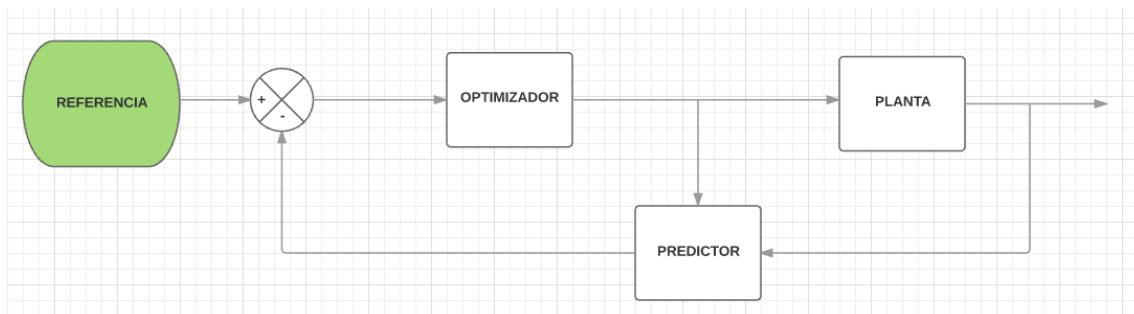 REFERENCIA
+
-
OPTIMIZADOR
PLANTA
PREDICTOR